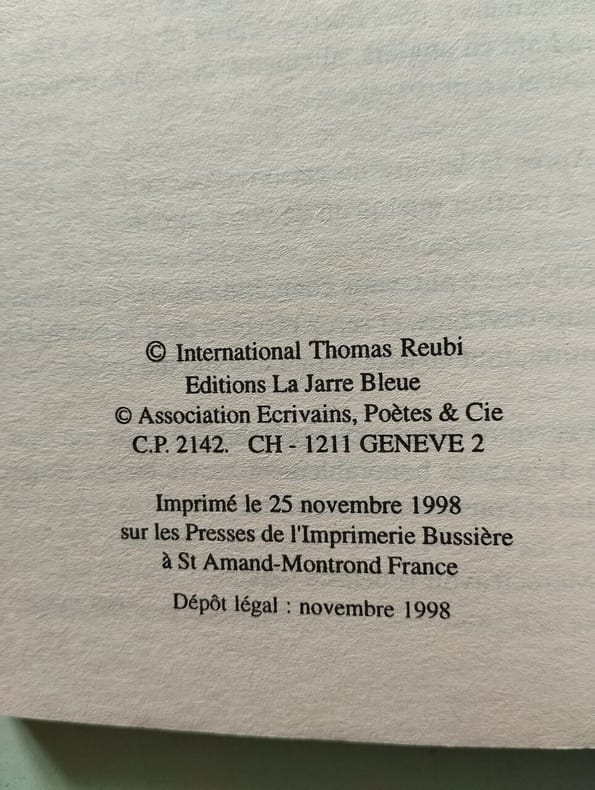 © International Thomas Reubi
Editions La Jarre Bleue
© Association Ecrivains, Poètes & Cie
C.P. 2142. CH - 1211 GENEVE 2
Imprimé le 25 novembre 1998
sur les Presses de l'Imprimerie Bussière
à St Amand-Montrond France
Dépôt légal : novembre 1998